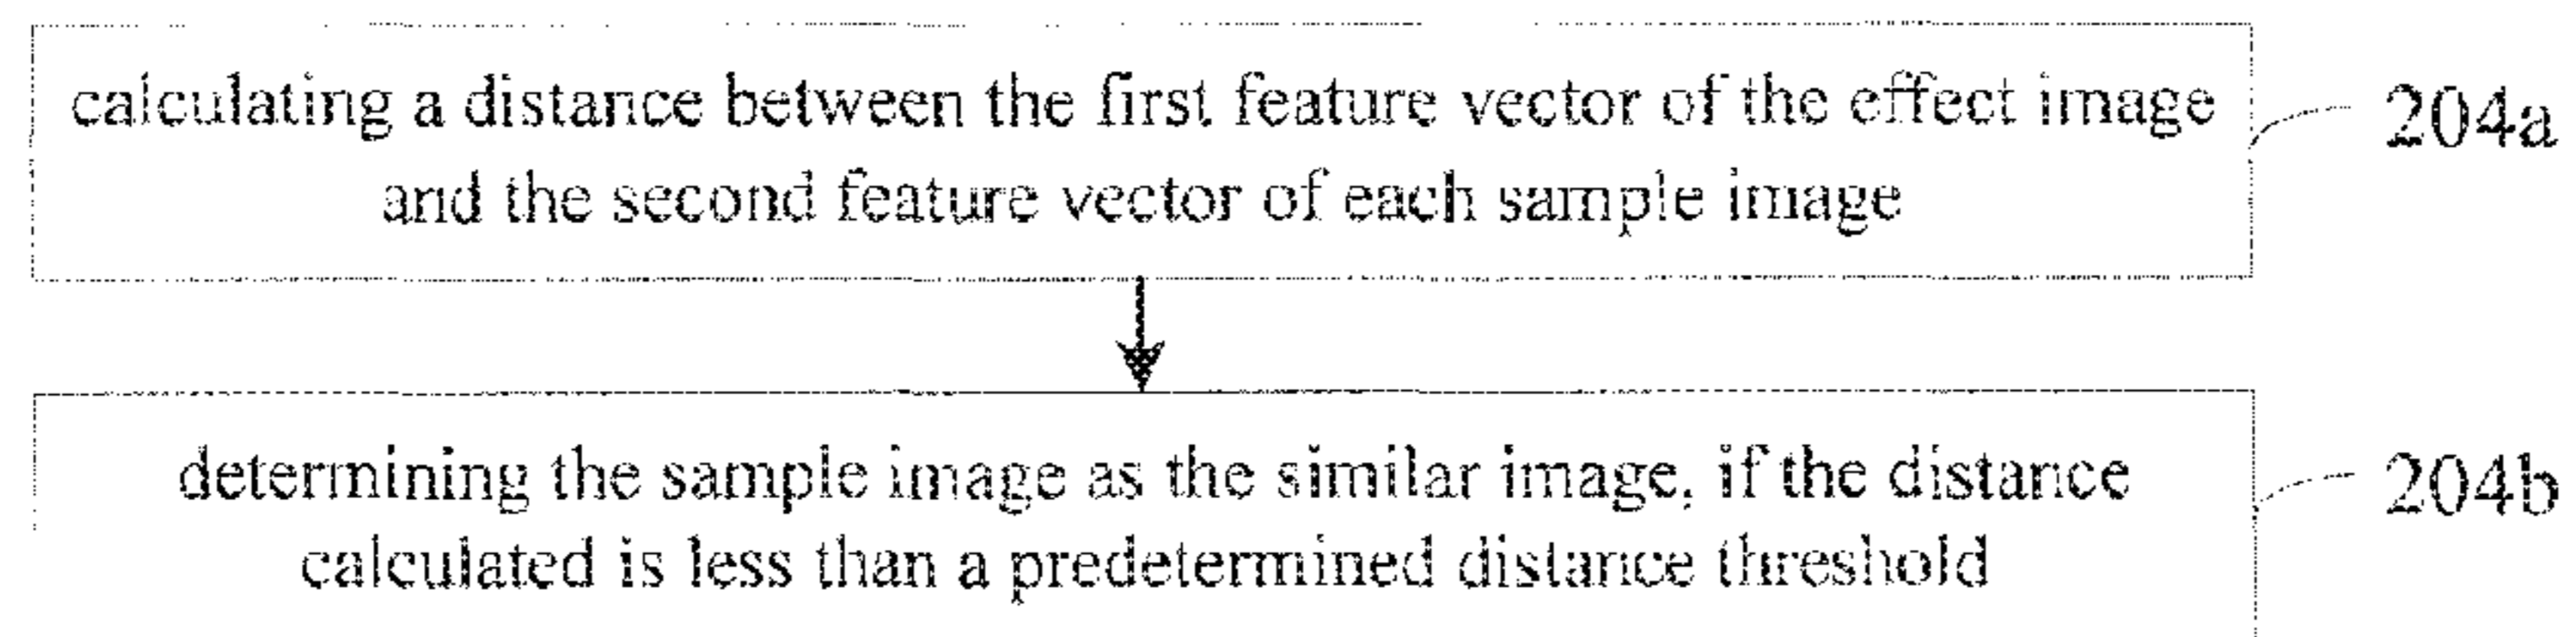 calculating a distance between the first feature vector of the effect image
and the second feature vector of each sample image
204a
determining the sample image as the similar image, if the distance
calculated is less than a predetermined distance threshold
204b